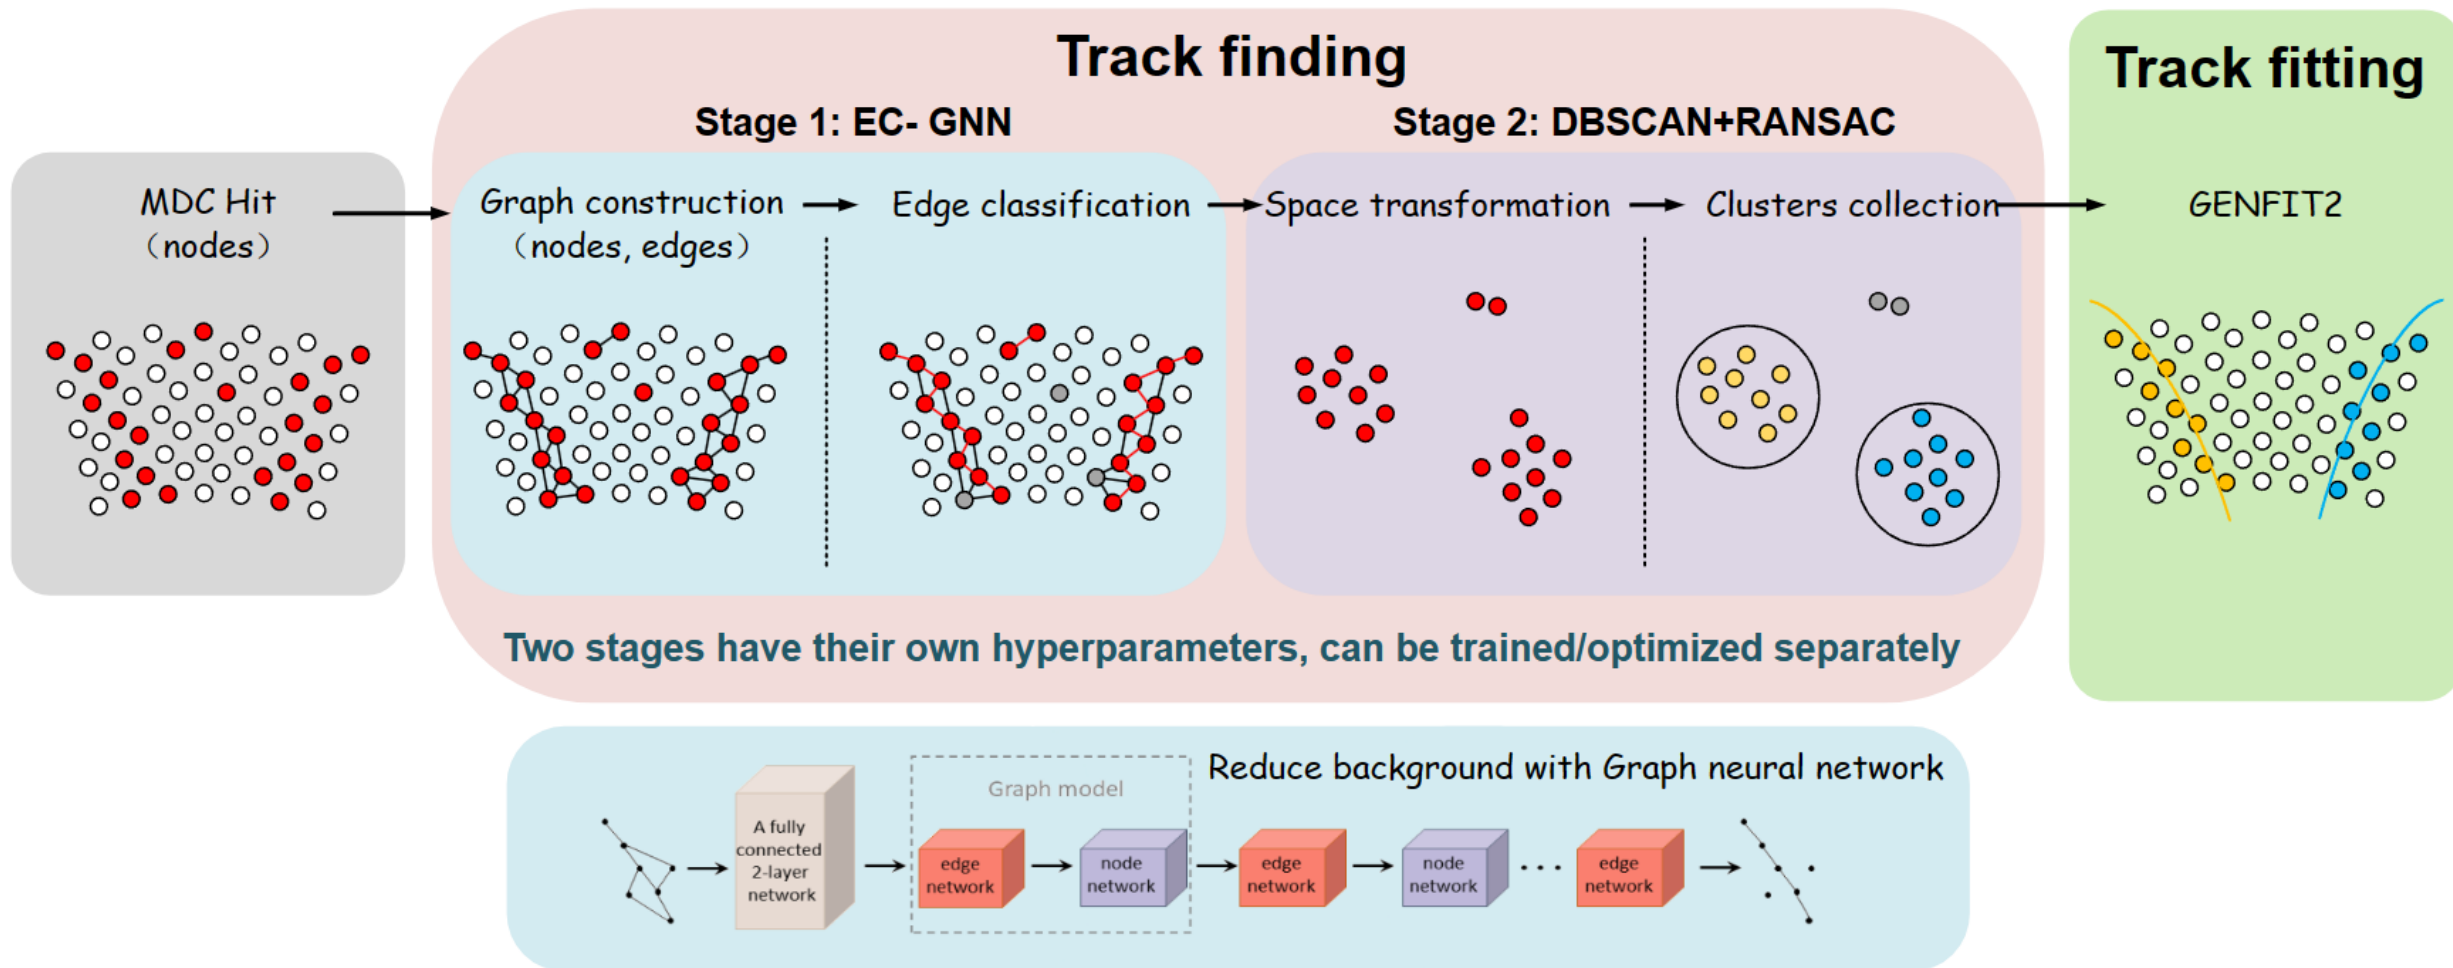 Track finding
Track fitting
Stage 1: EC- GNN
Stage 2: DBSCAN+RANSAC
MDC Hit
（nodes）
Graph construction
（nodes, edges）
Edge classification
Space transformation
Clusters collection
GENFIT2
Two stages have their own hyperparameters, can be trained/optimized separately
Reduce background with Graph neural network
Graph model
A fully
connected
2-layer
network
edge
network
node
network
edge
network
node
network
...
edge
network